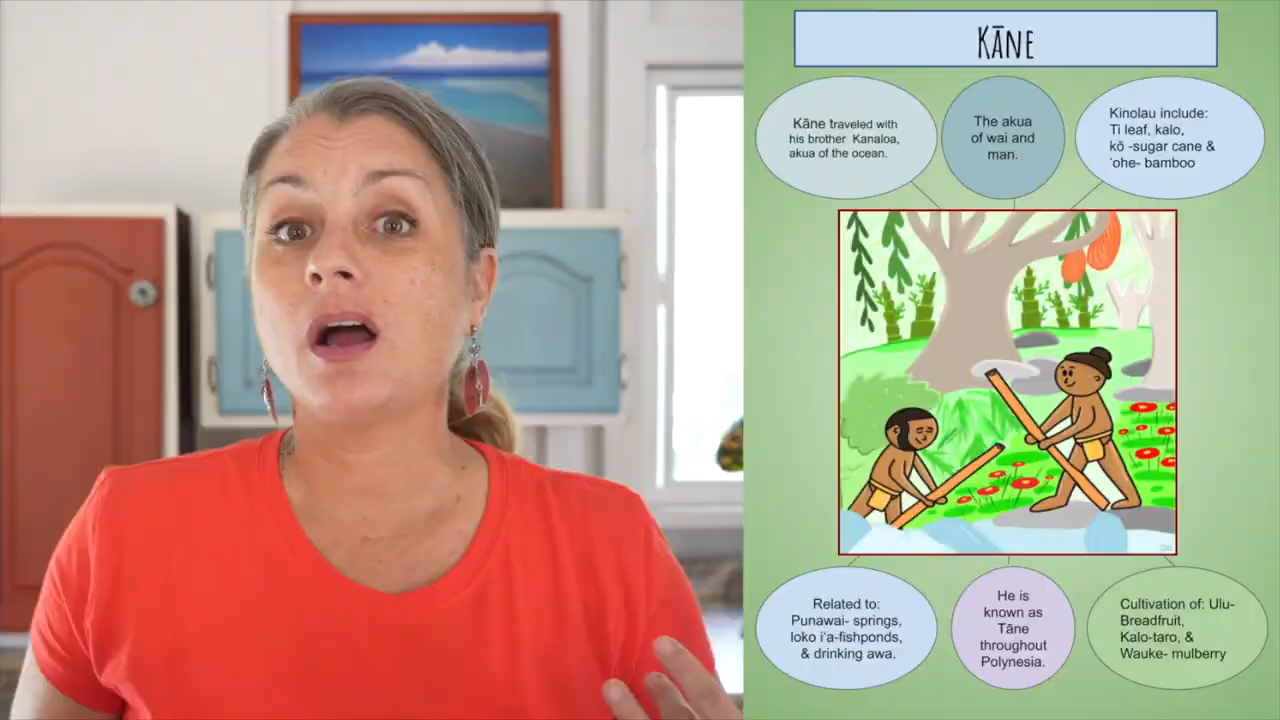 KĀNE
Kāne traveled with
his brother Kanaloa,
akua of the ocean.
The akua
of wai and
man.
Kinolau include:
Ti leaf, kalo,
kō -sugar cane &
‘ohe- bamboo
Related to:
Punawai- springs,
loko i‘a-fishponds,
& drinking awa.
He is
known as
Tāne
throughout
Polynesia.
Cultivation of: Ulu-
Breadfruit,
Kalo-taro, &
Wauke- mulberry